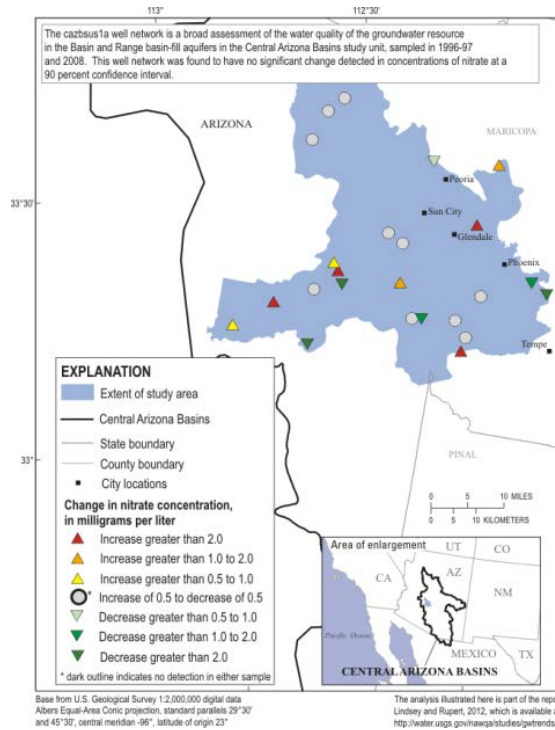 113° 112°30'
The cazbsus1a well network is a broad assessment of the water quality of the groundwater resource
in the Basin and Range basin-fill aquifers in the Central Arizona Basins study unit, sampled in 1996-97
and 2008. This well network was found to have no significant change detected in concentrations of nitrate at a
90 percent confidence interval.
ARIZONA
MARICOPA
Peoria
33°30'
Sun City
Glendale
Phoenix
Tempe
EXPLANATION
Extent of study area
Central Arizona Basins
State boundary
County boundary
City locations
PINAL
33°
0 5 10 MILES
0 5 10 KILOMETERS
Change in nitrate concentration,
in milligrams per liter
Increase greater than 2.0
Increase greater than 1.0 to 2.0
Increase greater than 0.5 to 1.0
* Increase of 0.5 to decrease of 0.5
Decrease greater than 0.5 to 1.0
Decrease greater than 1.0 to 2.0
Decrease greater than 2.0
* dark outline indicates no detection in either sample
Area of enlargement
UT CO
CA AZ NM
Pacific Ocean
MEXICO TX
CENTRAL ARIZONA BASINS
Base from U.S. Geological Survey 1:2,000,000 digital data
Albers Equal-Area Conic projection, standard parallels 29°30'
and 45°30', central meridian -96°, latitude of origin 23°
The analysis illustrated here is part of the repo
Lindsey and Rupert, 2012, which is available a
http://water.usgs.gov/nawqa/studies/gwtrends